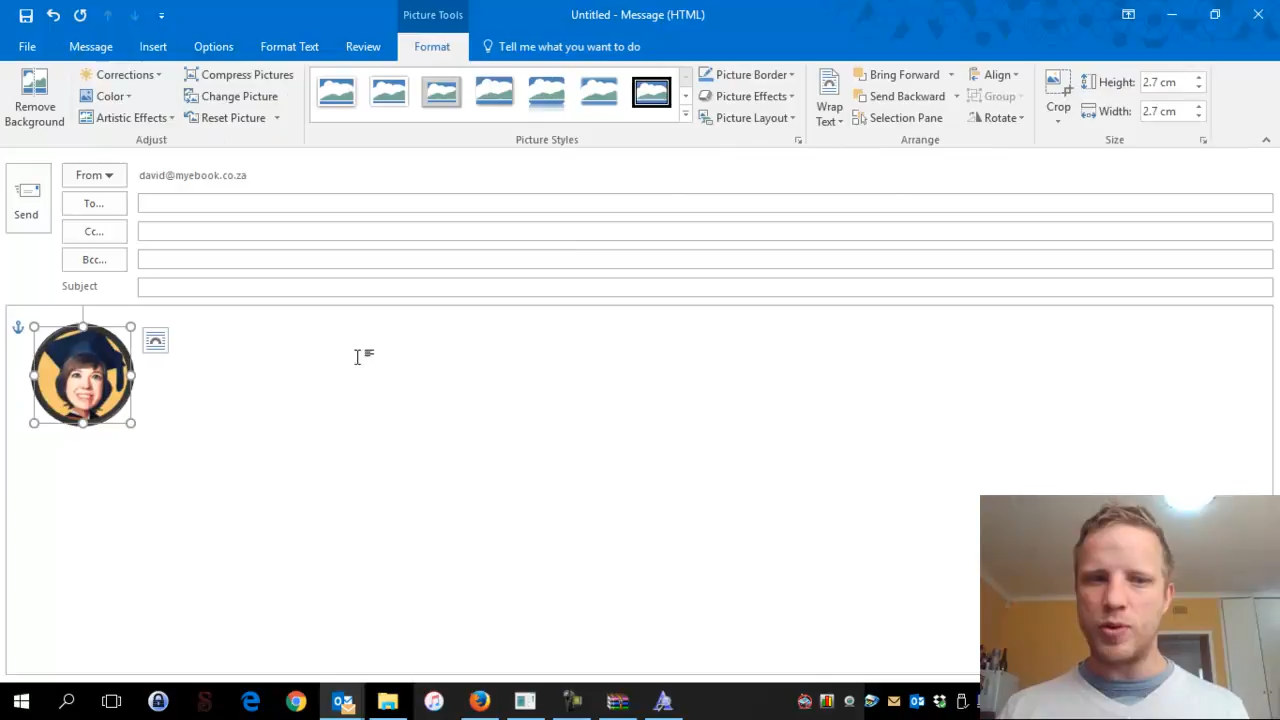 Picture Tools
Untitled - Message (HTML)
File
Message
Insert
Options
Format Text
Review
Format
Tell me what you want to do
Remove Background
Corrections
Color
Artistic Effects
Compress Pictures
Change Picture
Reset Picture
Adjust
Picture Styles
Picture Border
Picture Effects
Picture Layout
Wrap Text
Bring Forward
Send Backward
Selection Pane
Align
Group
Rotate
Arrange
Crop
Height: 2.7 cm
Width: 2.7 cm
Size
Send
From
david@myebook.co.za
To...
Cc...
Bcc...
Subject